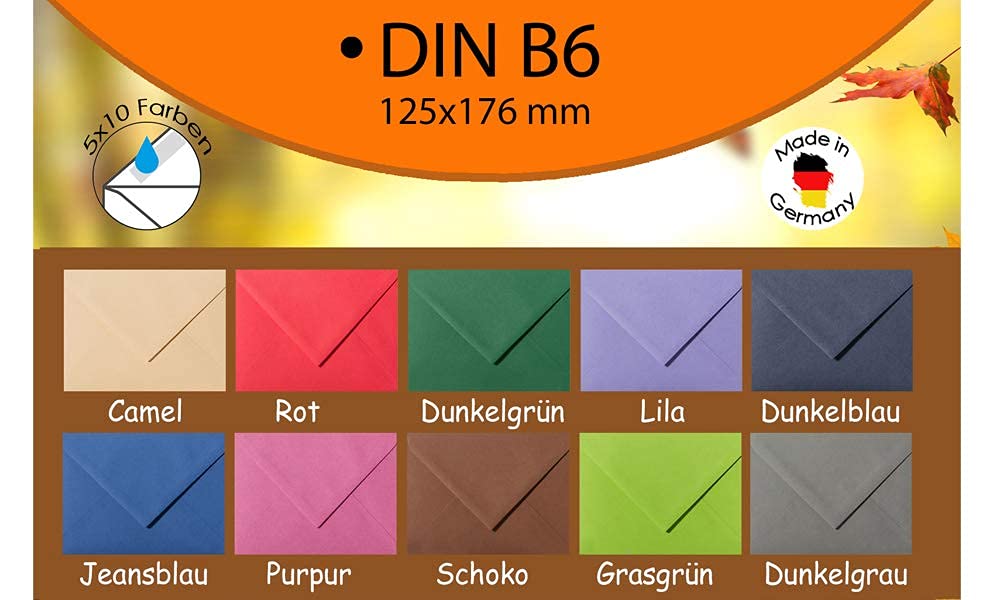 • DIN B6
125x176 mm
5x10 Farben
Made in
Germany
Camel
Rot
Dunkelgrün
Lila
Dunkelblau
Jeansblau
Purpur
Schoko
Grasgrün
Dunkelgrau